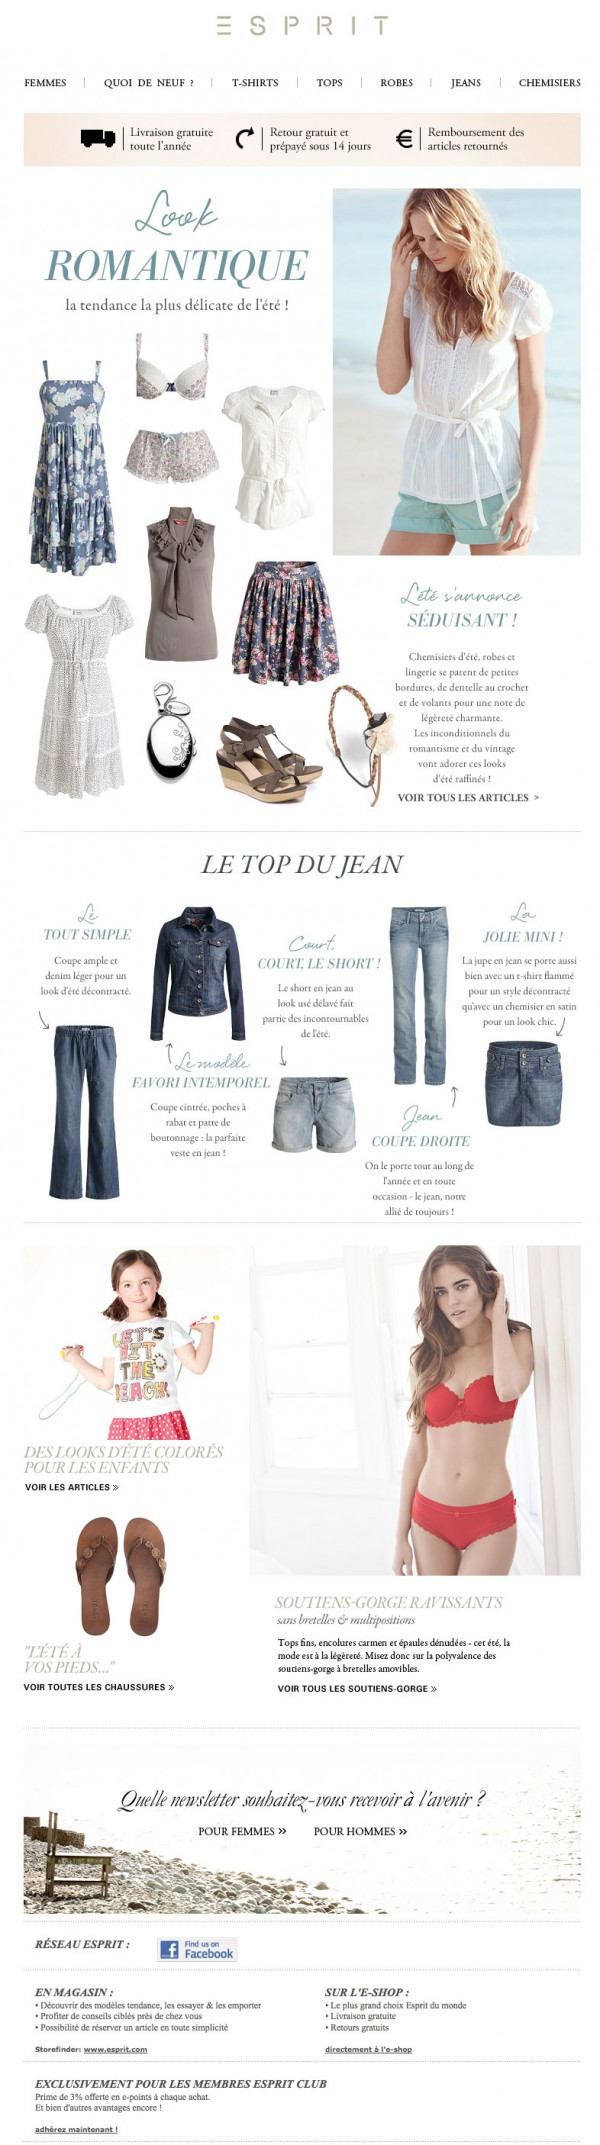 ESPRIT
FEMMES | QUOI DE NEUF ? | T-SHIRTS | TOPS | ROBES | JEANS | CHEMISIERS
Livraison gratuite
toute l'année
Retour gratuit et
prépayé sous 14 jours
Remboursement des
articles retournés
Look
ROMANTIQUE
la tendance la plus délicate de l'été !
L'été s'annonce
SÉDUISANT !
Chemisiers d'été, robes et
lingerie se parent de petites
bordures, de dentelle au crochet
et de volants pour une note de
légèreté charmante.
Les inconditionnels du
romantisme et du vintage
vont adorer ces looks
d'été raffinés !
VOIR TOUS LES ARTICLES >
LE TOP DU JEAN
Le
TOUT SIMPLE
Coupe ample et
denim léger pour un
look d'été décontracté.
Le modèle
FAVORI INTEMPOREL
Coupe cintrée, poches à
rabat et patte de
boutonnage : la parfaite
veste en jean !
Court,
COURT, LE SHORT !
Le short en jean au
look usé délavé fait
partie des incontournables
de l'été.
Jean
COUPE DROITE
On le porte tout au long de
l'année et en toute
occasion - le jean, notre
allié de toujours !
La
JOLIE MINI !
La jupe en jean se porte aussi
bien avec un t-shirt flammé
pour un style décontracté
qu'avec un chemisier en satin
pour un look chic.
LET'S
HIT
THE
BEACH!
DES LOOKS D'ÉTÉ COLORÉS
POUR LES ENFANTS
VOIR LES ARTICLES »
"L'ÉTÉ À
VOS PIEDS..."
VOIR TOUTES LES CHAUSSURES »
SOUTIENS-GORGE RAVISSANTS
sans bretelles & multipositions
Tops fins, encolures carmen et épaules dénudées - cet été, la
mode est à la légèreté. Misez donc sur la polyvalence des
soutiens-gorge à bretelles amovibles.
VOIR TOUS LES SOUTIENS-GORGE »
Quelle newsletter souhaitez-vous recevoir à l'avenir ?
POUR FEMMES » POUR HOMMES »
RÉSEAU ESPRIT :
Find us on
Facebook
EN MAGASIN :
• Découvrir des modèles tendance, les essayer & les emporter
• Profiter de conseils ciblés près de chez vous
• Possibilité de réserver un article en toute simplicité
Storefinder: www.esprit.com
SUR L'E-SHOP :
• Le plus grand choix Esprit du monde
• Livraison gratuite
• Retours gratuits
directement à l'e-shop
EXCLUSIVEMENT POUR LES MEMBRES ESPRIT CLUB
Prime de 3% offerte en e-points à chaque achat.
Et bien d'autres avantages encore !
adhérez maintenant !